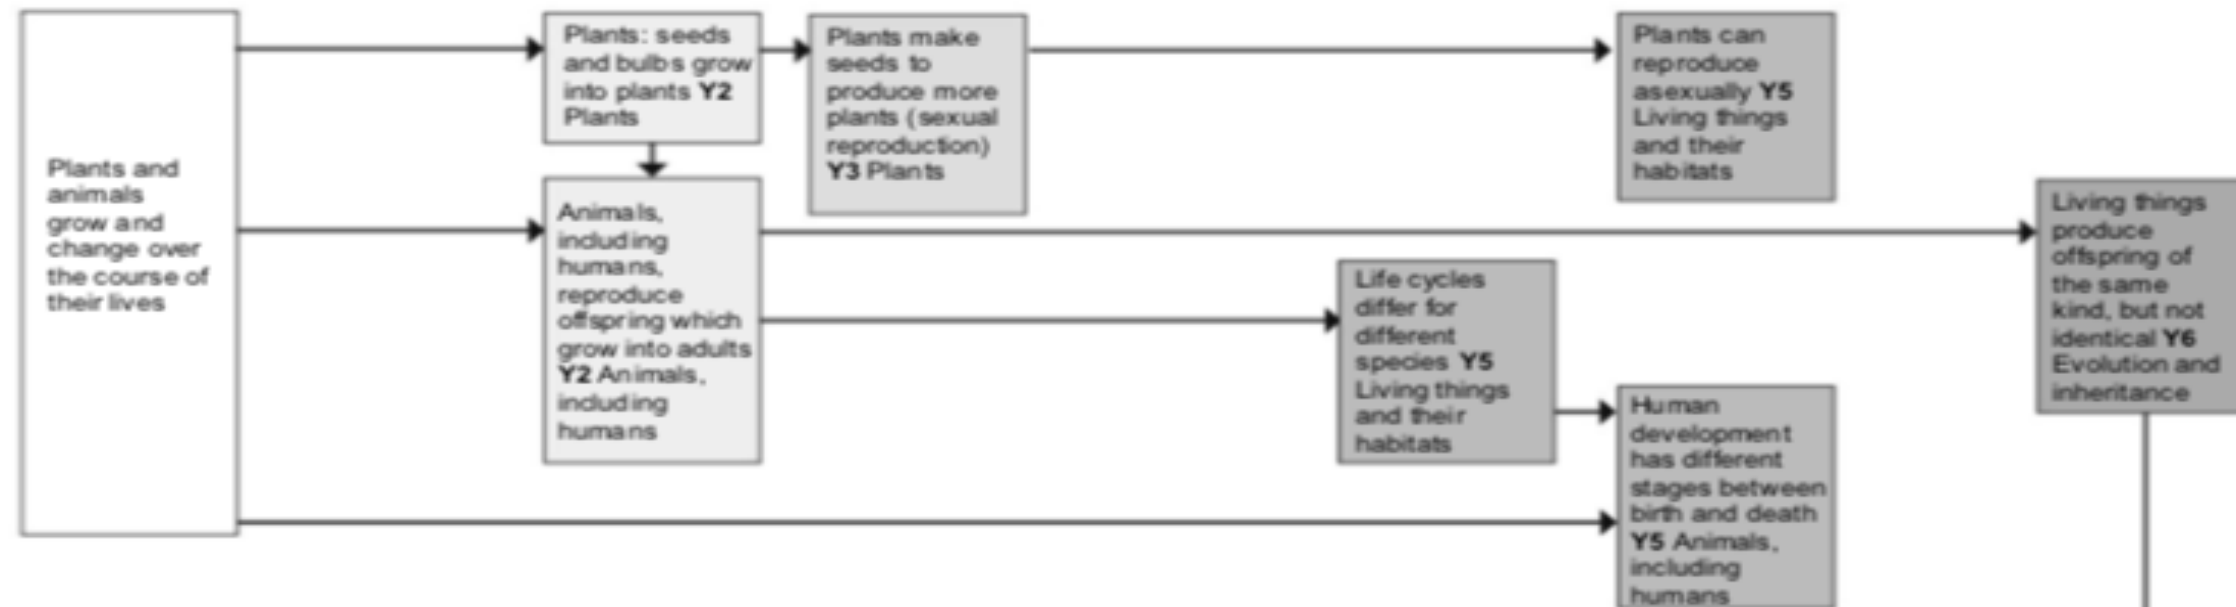 Plants and
animals
grow and
change over
the course of
their lives
Plants: seeds
and bulbs grow
into plants Y2
Plants
Plants make
seeds to
produce more
plants (sexual
reproduction)
Y3 Plants
Plants can
reproduce
asexually Y5
Living things
and their
habitats
Animals,
including
humans,
reproduce
offspring which
grow into adults
Y2 Animals,
including
humans
Life cycles
differ for
different
species Y5
Living things
and their
habitats
Human
development
has different
stages between
birth and death
Y5 Animals,
including
humans
Living things
produce
offspring of
the same
kind, but not
identical Y6
Evolution and
inheritance